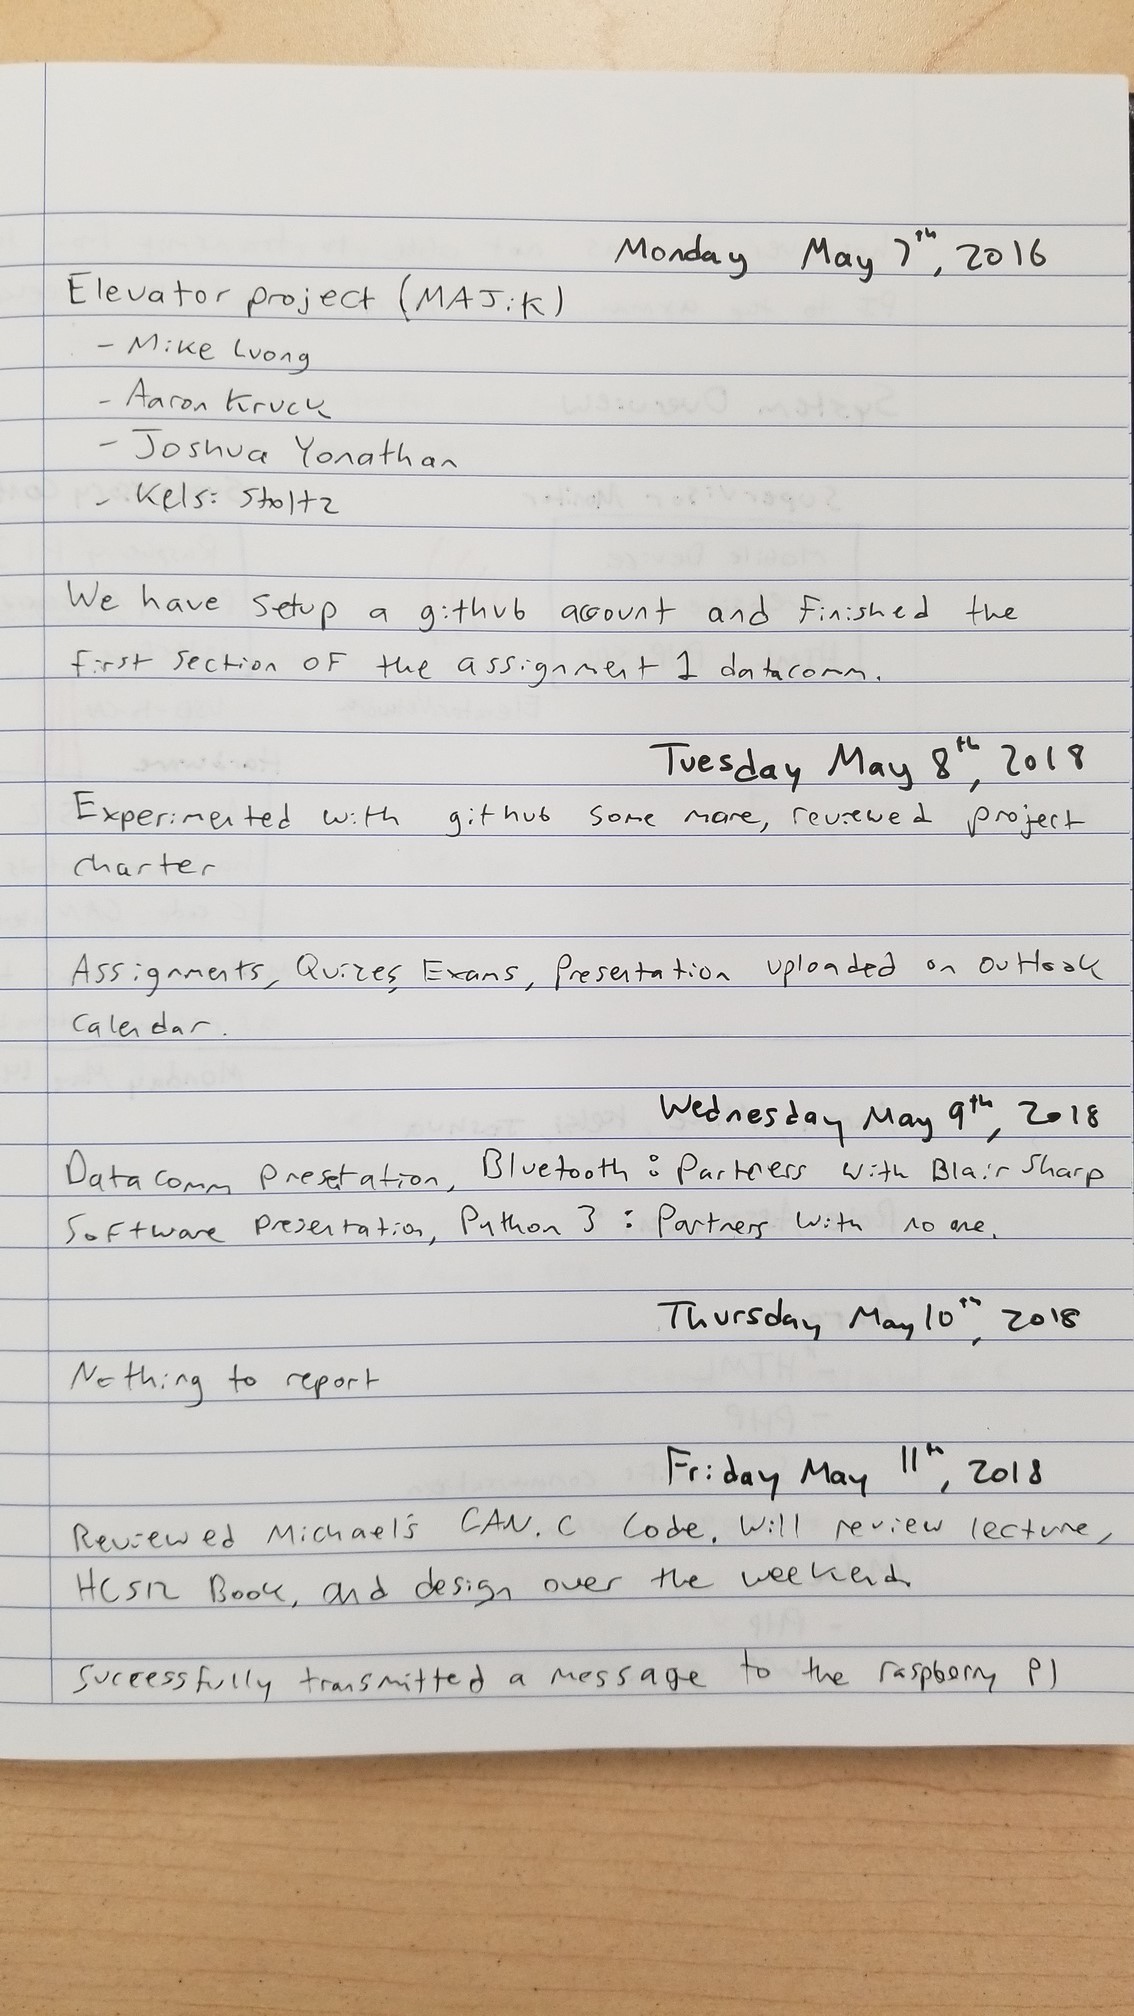 Monday May 7th, 2016
Elevator project (MAJiK)
- Mike Luong
- Aaron Kruck
- Joshua Yonathan
- Kelsi Stoltz
We have setup a github account and finished the
first section of the assignment 1 datacomm.
Tuesday May 8th, 2018
Experimented with github some more, reviewed project
charter
Assignments, Quizes, Exams, Presentation uploaded on outlook
Calendar.
Wednesday May 9th, 2018
Datacomm presetation, Bluetooth : Partners with Blair Sharp
Software presentation, Python 3 : Partners with no one.
Thursday May 10th, 2018
Nothing to report
Friday May 11th, 2018
Reviewed Michael's CAN.C Code. Will review lecture,
HCS12 Book, and design over the weekend.
Successfully transmitted a message to the raspberry PI